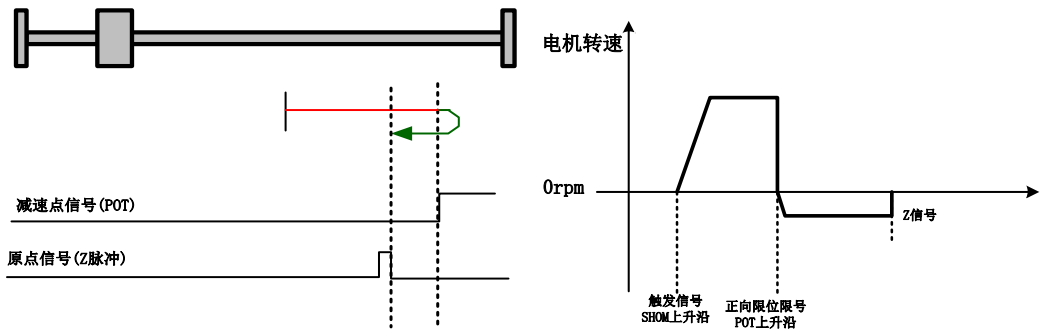 减速点信号(POT)
原点信号(Z脉冲)
电机转速
0rpm
Z信号
触发信号
SHOM上升沿
正向限位限号
POT上升沿